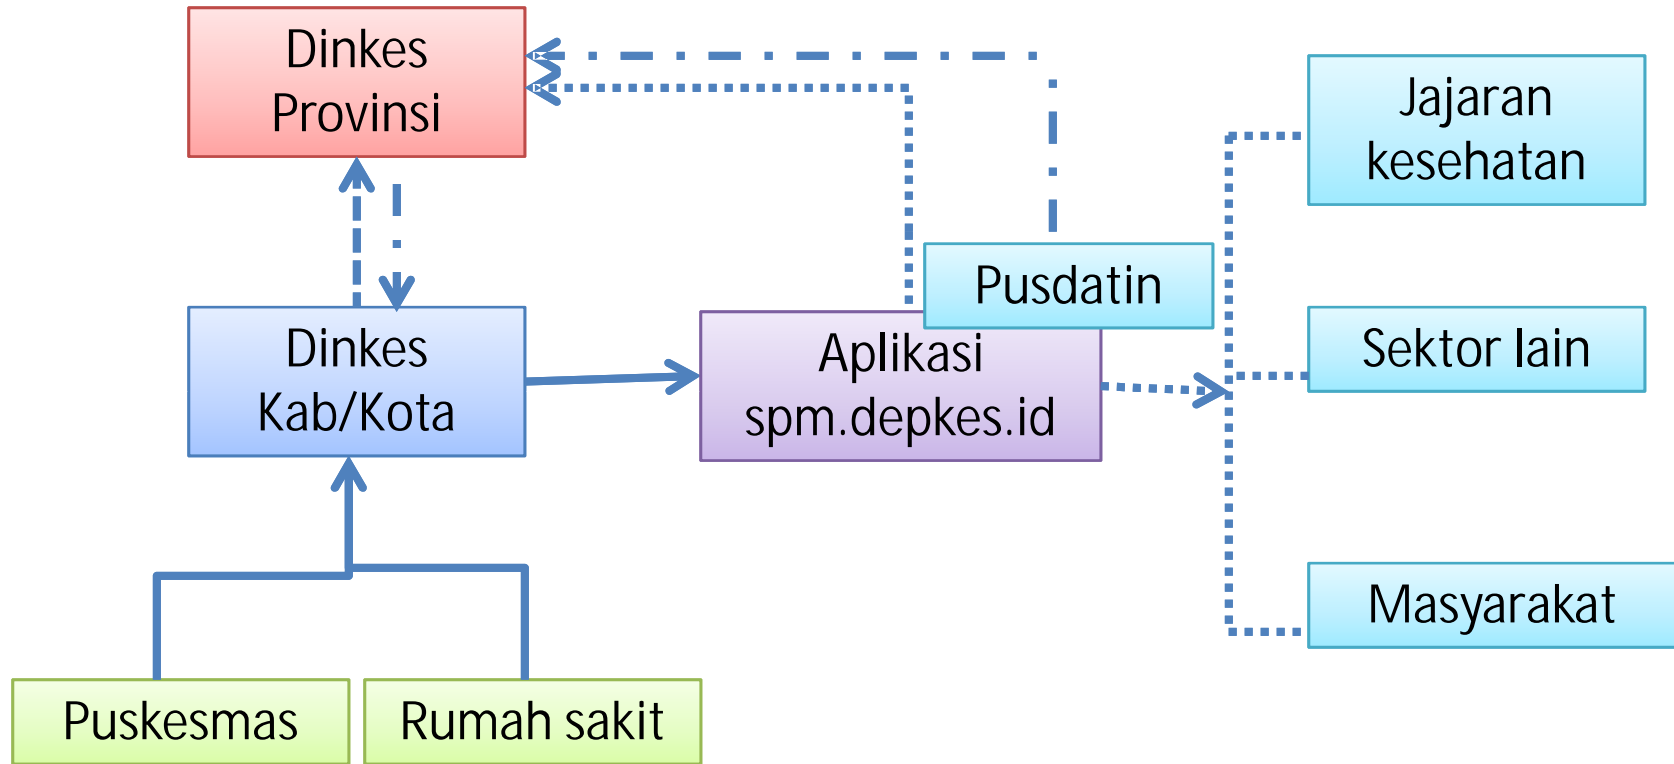 Dinkes
Provinsi
Jajaran
kesehatan
Pusdatin
Dinkes
Kab/Kota
Aplikasi
spm.depkes.id
Sektor lain
Masyarakat
Puskesmas
Rumah sakit